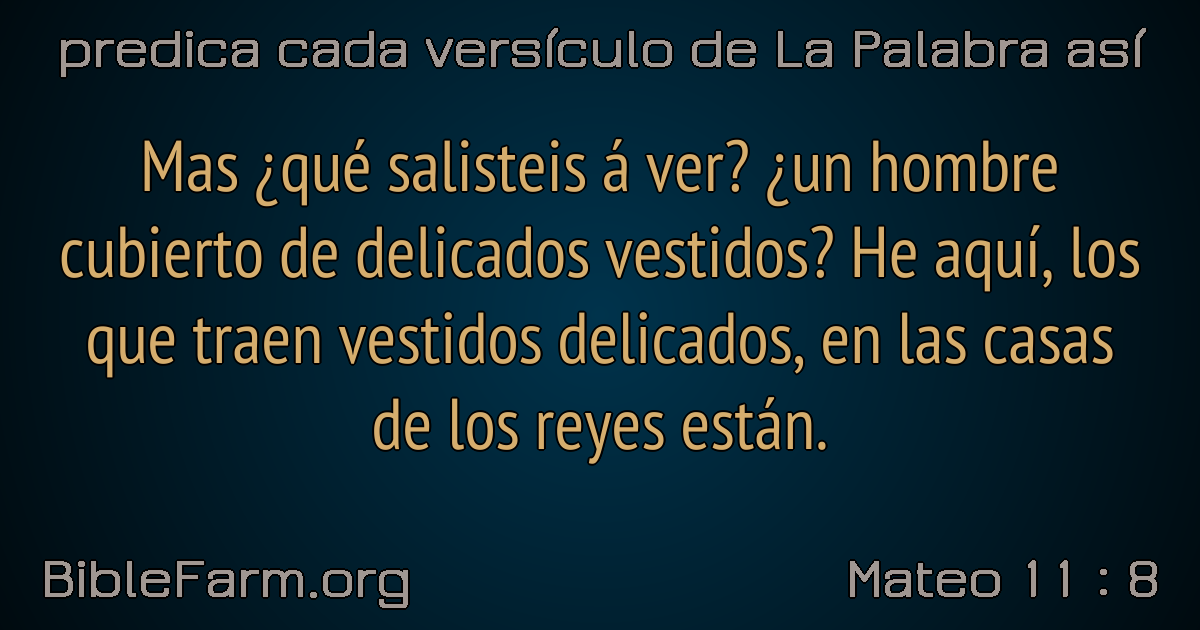 predica cada versículo de La Palabra así
Mas ¿qué salisteis á ver? ¿un hombre
cubierto de delicados vestidos? He aquí, los
que traen vestidos delicados, en las casas
de los reyes están.
BibleFarm.org
Mateo 11 : 8